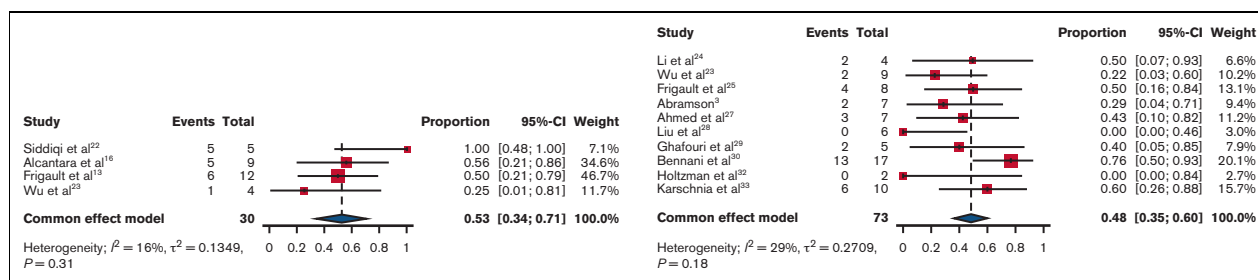 Study Events Total Proportion 95%-CI Weight
Siddiqi et al22 5 5 1.00 [0.48; 1.00] 7.1%
Alcantara et al16 5 9 0.56 [0.21; 0.86] 34.6%
Frigault et al13 6 12 0.50 [0.21; 0.79] 46.7%
Wu et al23 1 4 0.25 [0.01; 0.81] 11.7%
Common effect model 30 0.53 [0.34; 0.71] 100.0%
0 0.2 0.4 0.6 0.8 1
Heterogeneity; I2 = 16%, τ2 = 0.1349,
P = 0.31
Study Events Total Proportion 95%-CI Weight
Li et al24 2 4 0.50 [0.07; 0.93] 6.6%
Wu et al23 2 9 0.22 [0.03; 0.60] 10.2%
Frigault et al25 4 8 0.50 [0.16; 0.84] 13.1%
Abramson3 2 7 0.29 [0.04; 0.71] 9.4%
Ahmed et al27 3 7 0.43 [0.10; 0.82] 11.2%
Liu et al28 0 6 0.00 [0.00; 0.46] 3.0%
Ghafouri et al29 2 5 0.40 [0.05; 0.85] 7.9%
Bennani et al30 13 17 0.76 [0.50; 0.93] 20.1%
Holtzman et al32 0 2 0.00 [0.00; 0.84] 2.7%
Karschnia et al33 6 10 0.60 [0.26; 0.88] 15.7%
Common effect model 73 0.48 [0.35; 0.60] 100.0%
0 0.2 0.4 0.6 0.8 1
Heterogeneity; I2 = 29%, τ2 = 0.2709,
P = 0.18